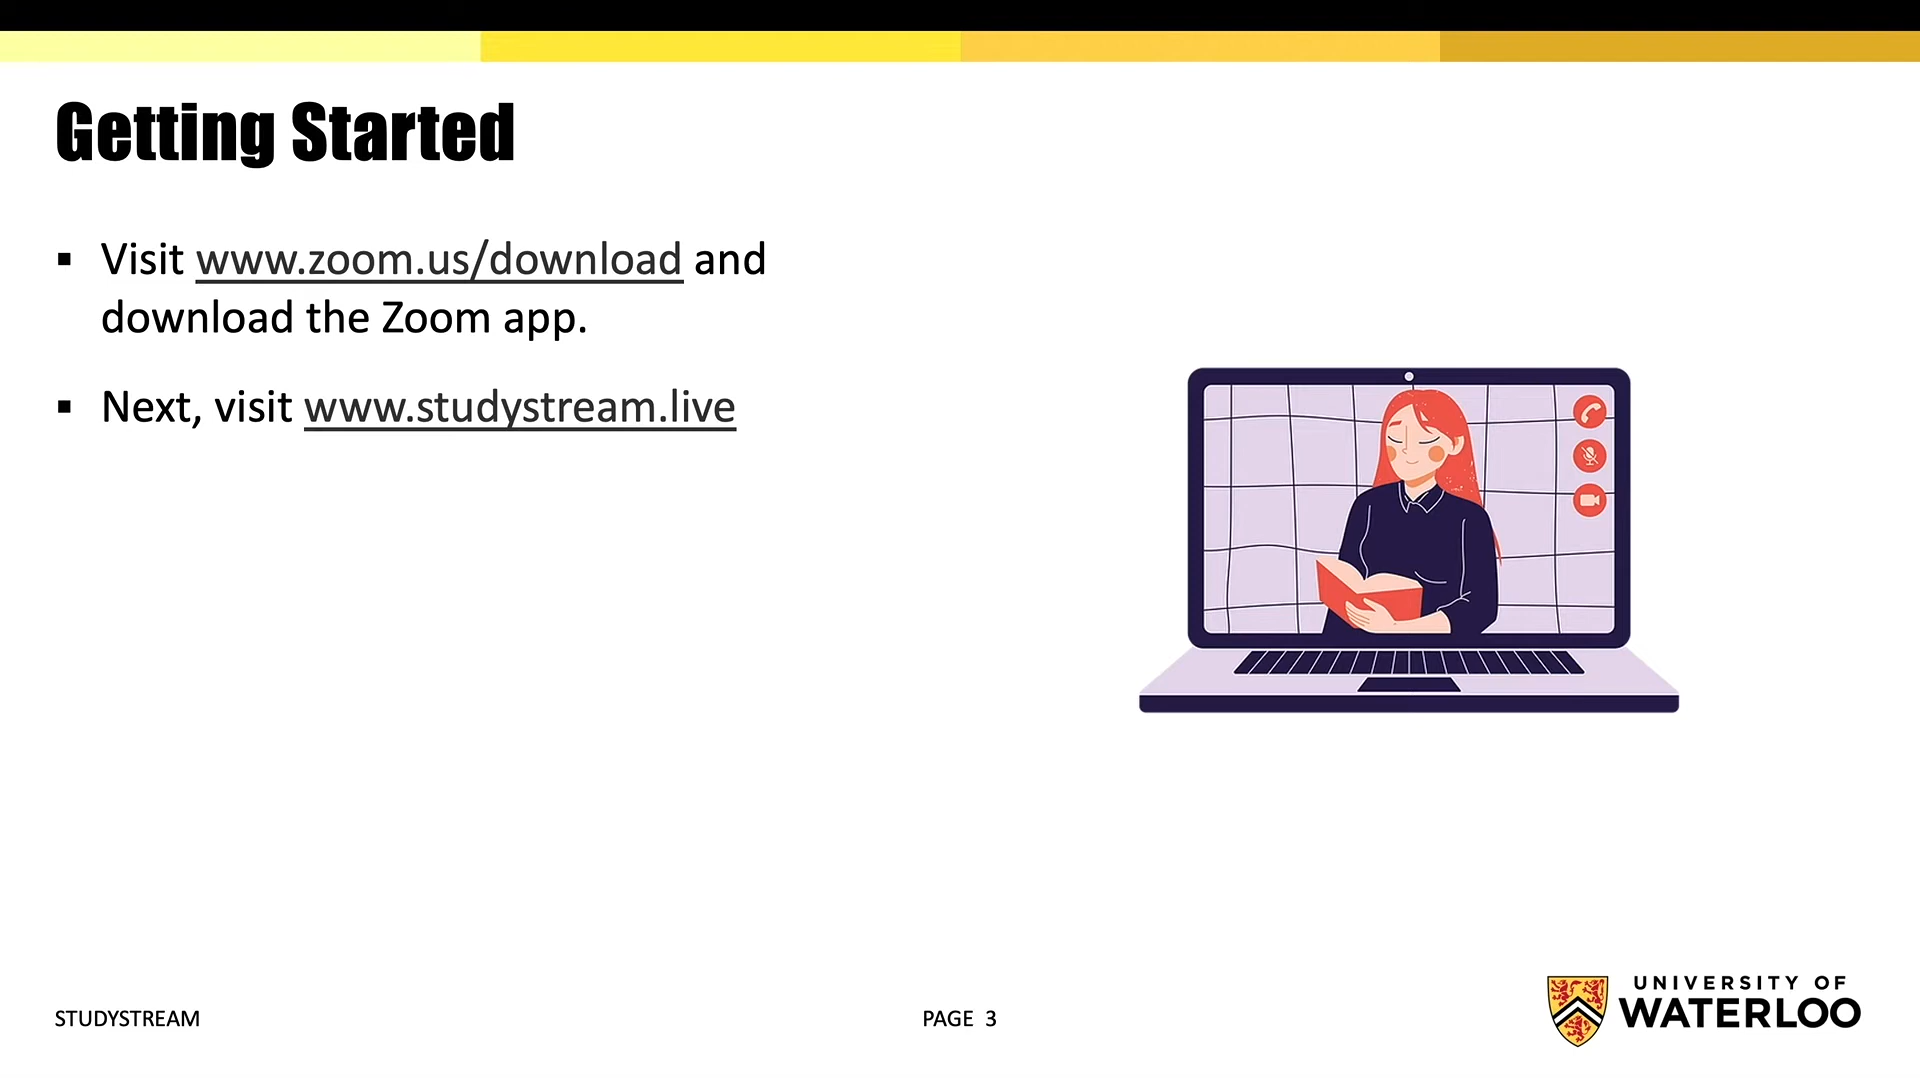 Getting Started
▪ Visit www.zoom.us/download and
download the Zoom app.
▪ Next, visit www.studystream.live
STUDYSTREAM
PAGE 3
UNIVERSITY OF
WATERLOO